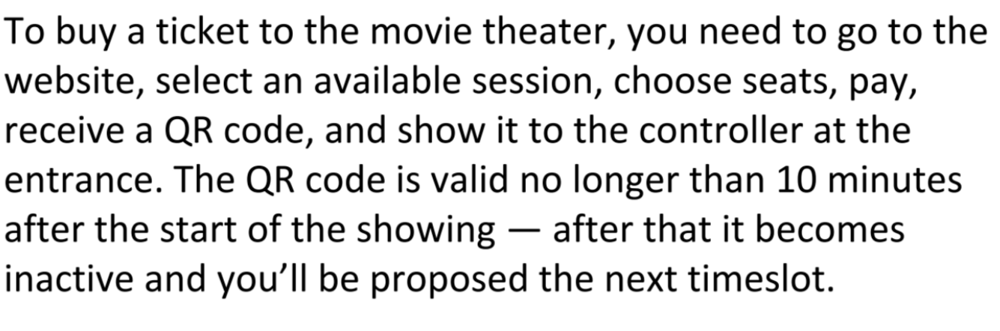 To buy a ticket to the movie theater, you need to go to the
website, select an available session, choose seats, pay,
receive a QR code, and show it to the controller at the
entrance. The QR code is valid no longer than 10 minutes
after the start of the showing — after that it becomes
inactive and you’ll be proposed the next timeslot.